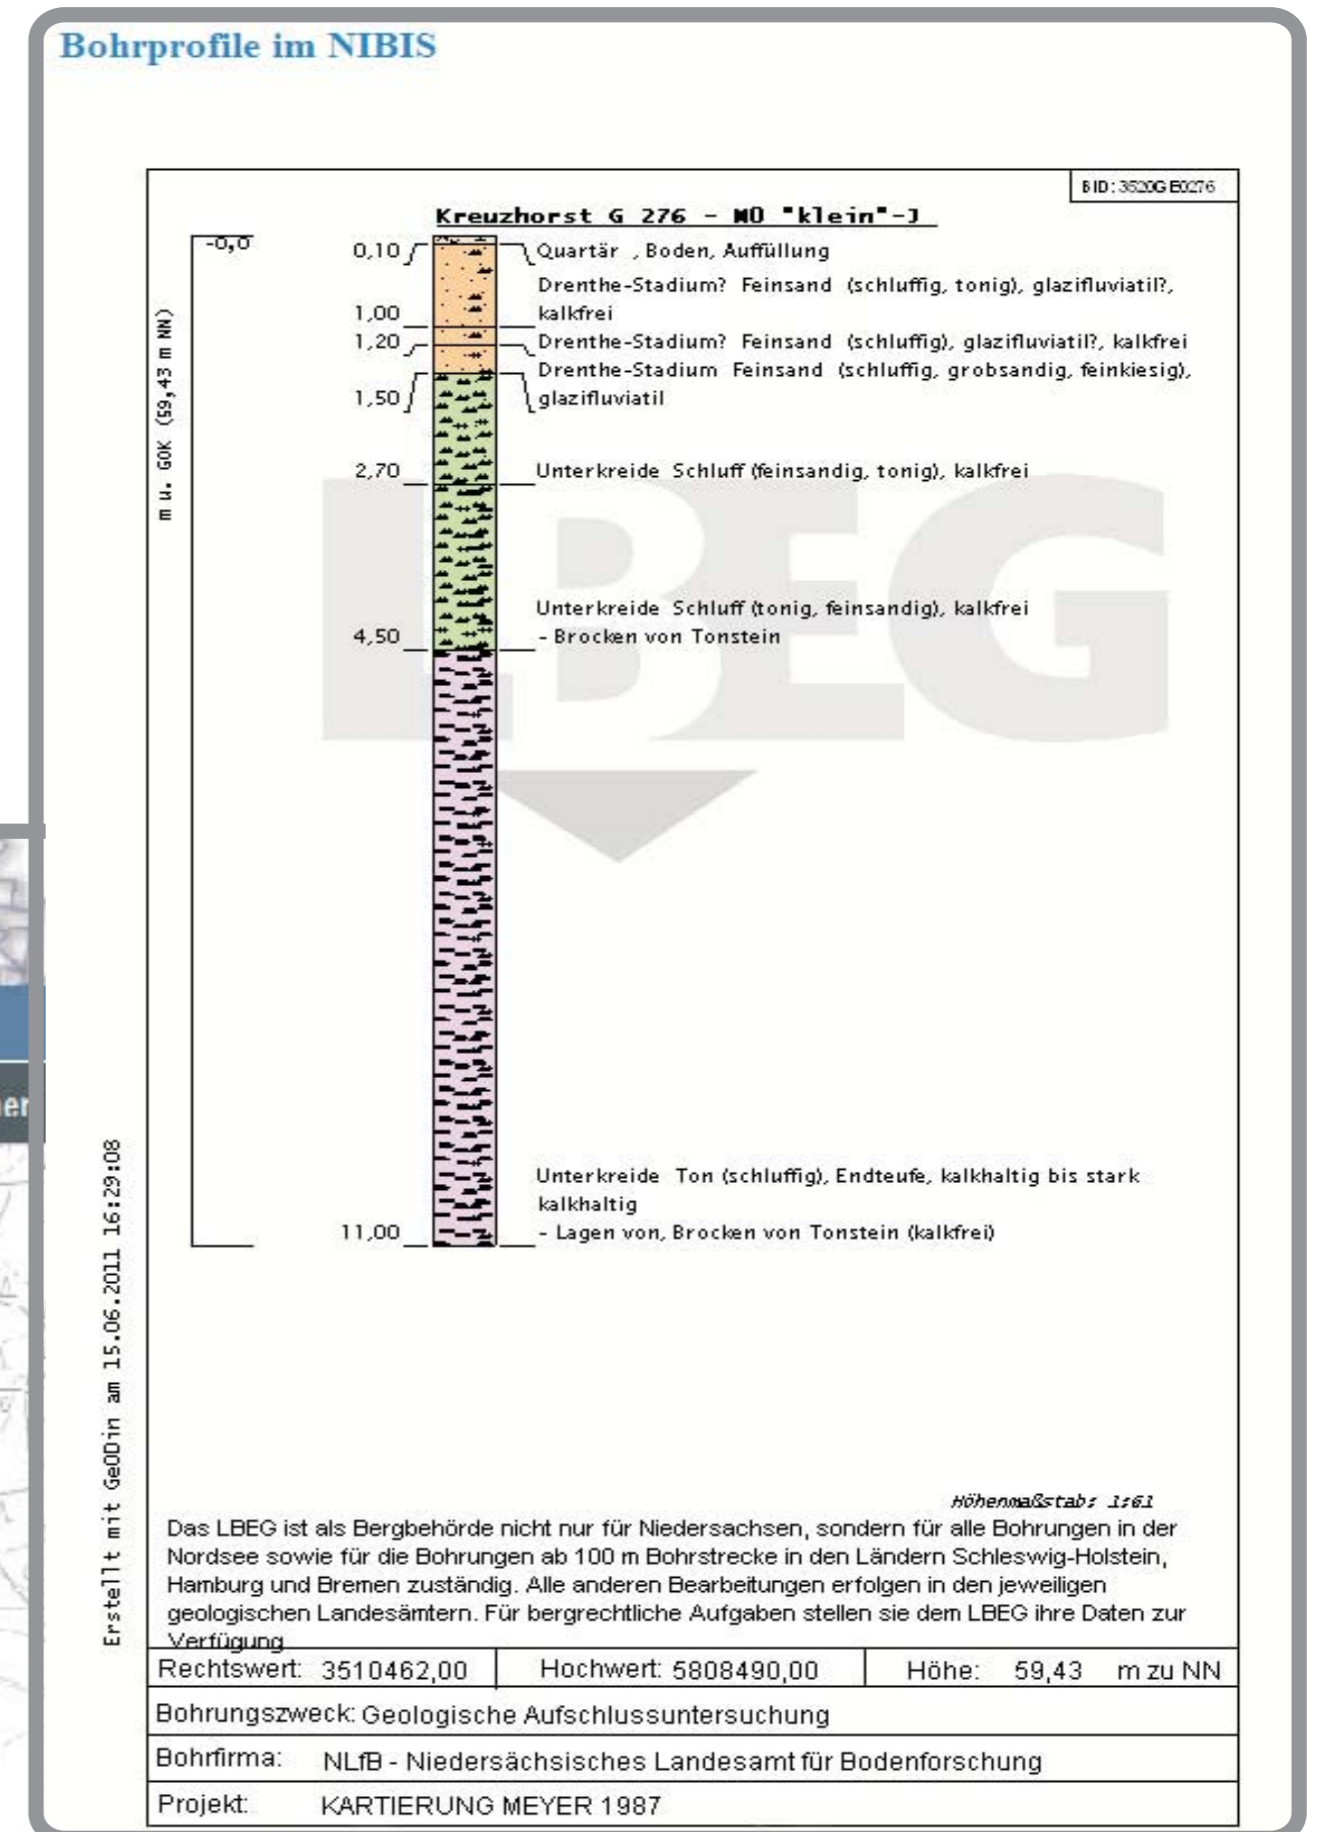 Bohrprofile im NIBIS
BID: 3520GE0276
Kreuzhorst G 276 - MÖ "klein"-J
-0,0
m u. GOK (59,43 m NN)
0,10
Quartär , Boden, Auffüllung
Drenthe-Stadium? Feinsand (schluffig, tonig), glazifluviatil?,
1,00 kalkfrei
1,20 Drenthe-Stadium? Feinsand (schluffig), glazifluviatil?, kalkfrei
Drenthe-Stadium Feinsand (schluffig, grobsandig, feinkiesig),
1,50 glazifluviatil
2,70 Unterkreide Schluff (feinsandig, tonig), kalkfrei
LBEG
Unterkreide Schluff (tonig, feinsandig), kalkfrei
4,50 - Brocken von Tonstein
Unterkreide Ton (schluffig), Endteufe, kalkhaltig bis stark
kalkhaltig
11,00 - Lagen von, Brocken von Tonstein (kalkfrei)
Erstellt mit GeODin am 15.06.2011 16:29:08
Höhenmaßstab: 1:61
Das LBEG ist als Bergbehörde nicht nur für Niedersachsen, sondern für alle Bohrungen in der
Nordsee sowie für die Bohrungen ab 100 m Bohrstrecke in den Ländern Schleswig-Holstein,
Hamburg und Bremen zuständig. Alle anderen Bearbeitungen erfolgen in den jeweiligen
geologischen Landesämtern. Für bergrechtliche Aufgaben stellen sie dem LBEG ihre Daten zur
Verfügung
Rechtswert: 3510462,00 Hochwert: 5808490,00 Höhe: 59,43 m zu NN
Bohrungszweck: Geologische Aufschlussuntersuchung
Bohrfirma: NLfB - Niedersächsisches Landesamt für Bodenforschung
Projekt: KARTIERUNG MEYER 1987